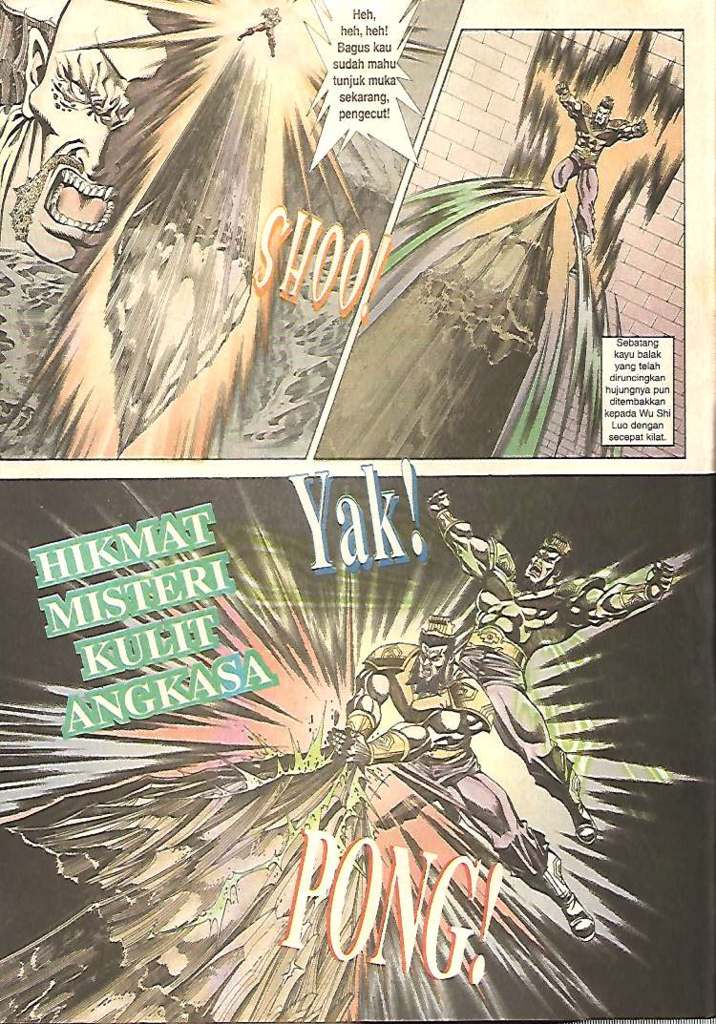 Heh,
heh, heh!
Bagus kau
sudah mahu
tunjuk muka
sekarang,
pengecut!
SHOO!
Sebatang
kayu balak
yang telah
diruncingkan
hujungnya pun
ditembakkan
kepada Wu Shi
Luo dengan
secepat kilat.
Yak!
HIKMAT
MISTERI
KULIT
ANGKASA
PONG!